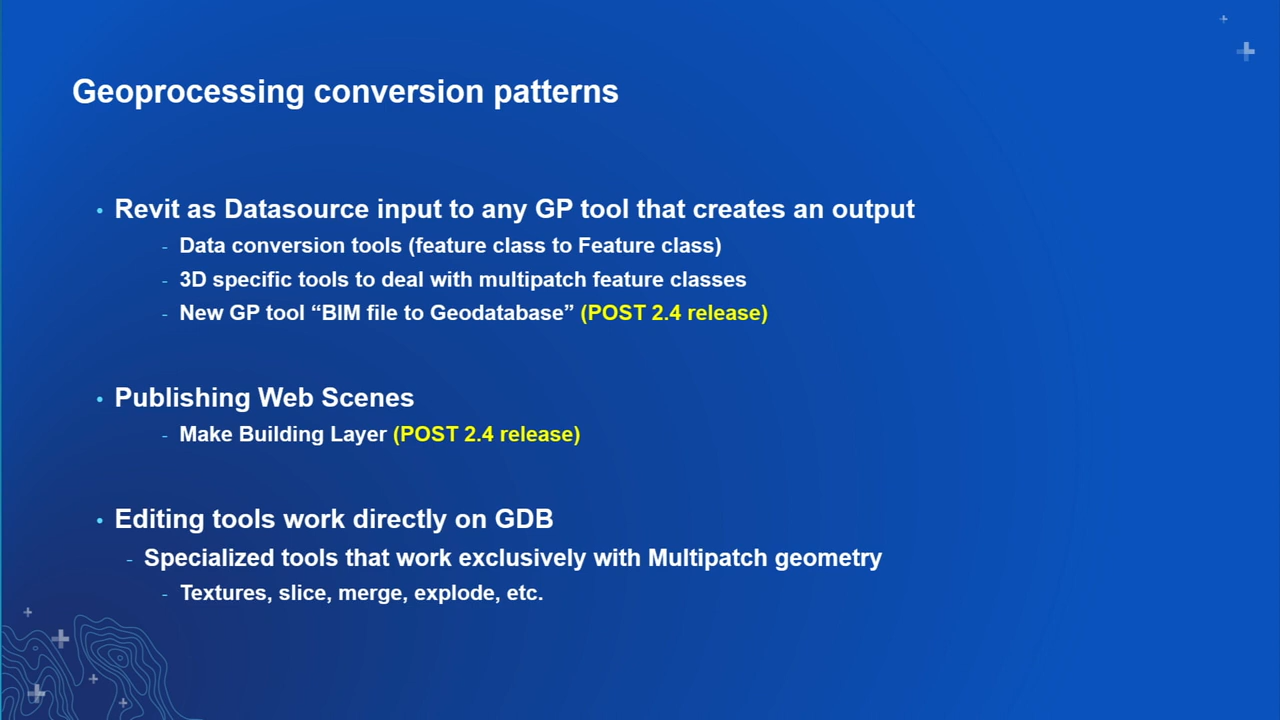 Geoprocessing conversion patterns
• Revit as Datasource input to any GP tool that creates an output
- Data conversion tools (feature class to Feature class)
- 3D specific tools to deal with multipatch feature classes
- New GP tool “BIM file to Geodatabase” (POST 2.4 release)
• Publishing Web Scenes
- Make Building Layer (POST 2.4 release)
• Editing tools work directly on GDB
- Specialized tools that work exclusively with Multipatch geometry
- Textures, slice, merge, explode, etc.